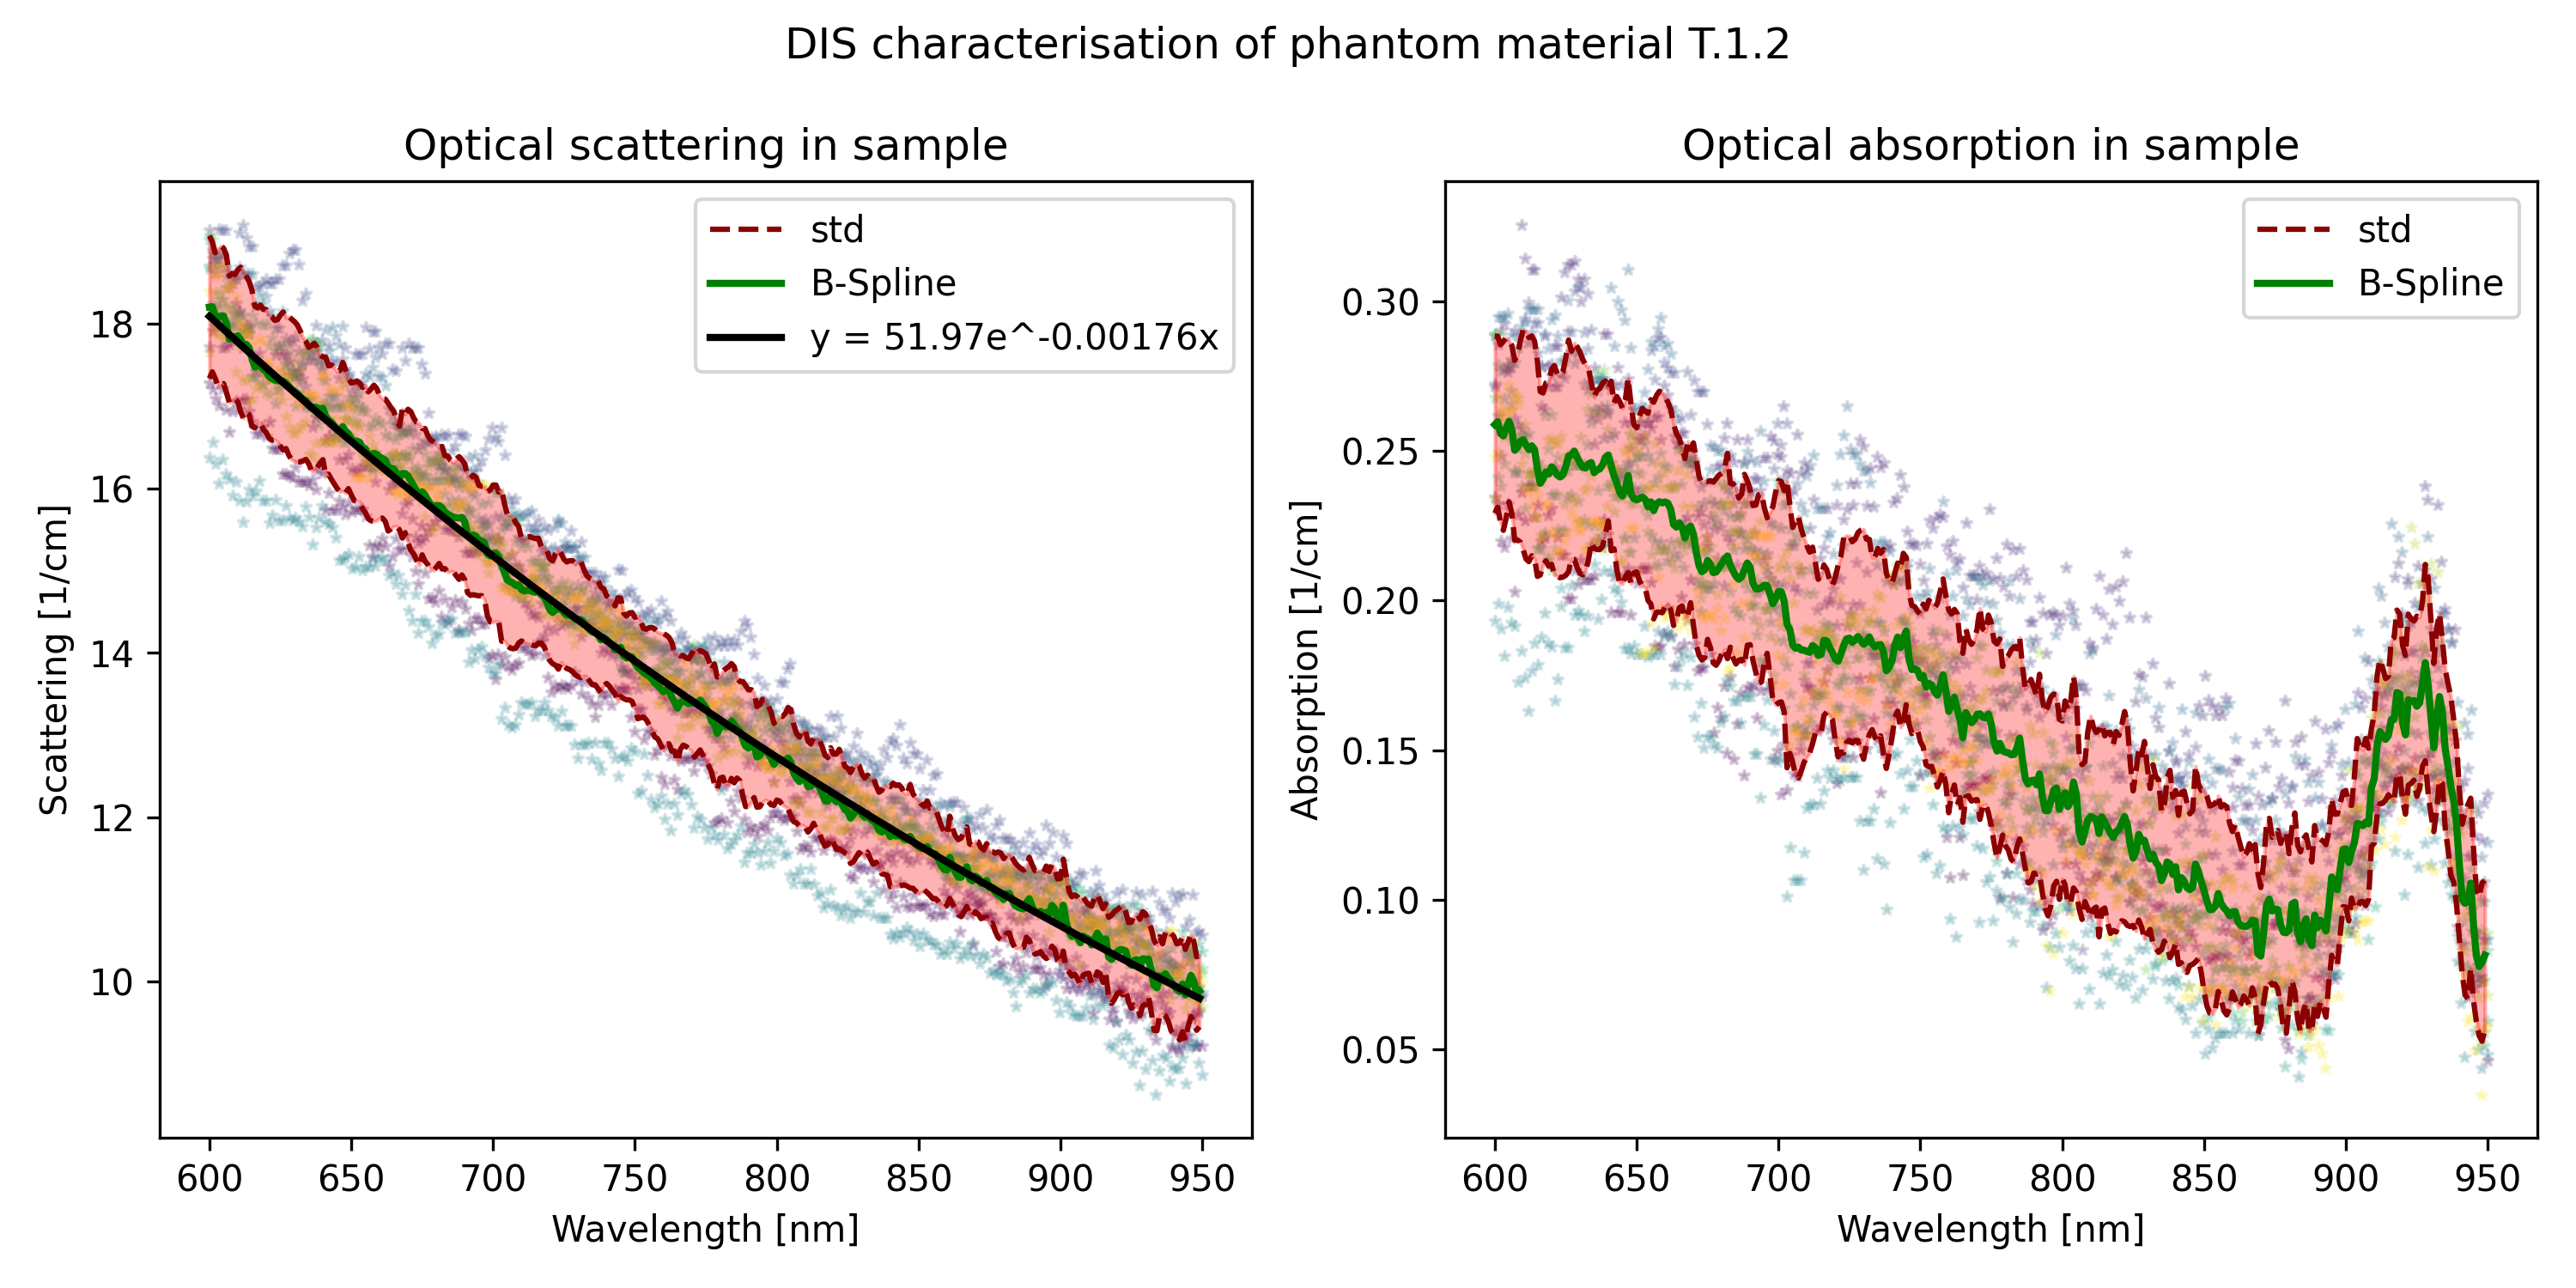 DIS characterisation of phantom material T.1.2
Optical scattering in sample
std
B-Spline
y = 51.97e^-0.00176x
Scattering [1/cm]
18
16
14
12
10
600 650 700 750 800 850 900 950
Wavelength [nm]
Optical absorption in sample
std
B-Spline
Absorption [1/cm]
0.30
0.25
0.20
0.15
0.10
0.05
600 650 700 750 800 850 900 950
Wavelength [nm]